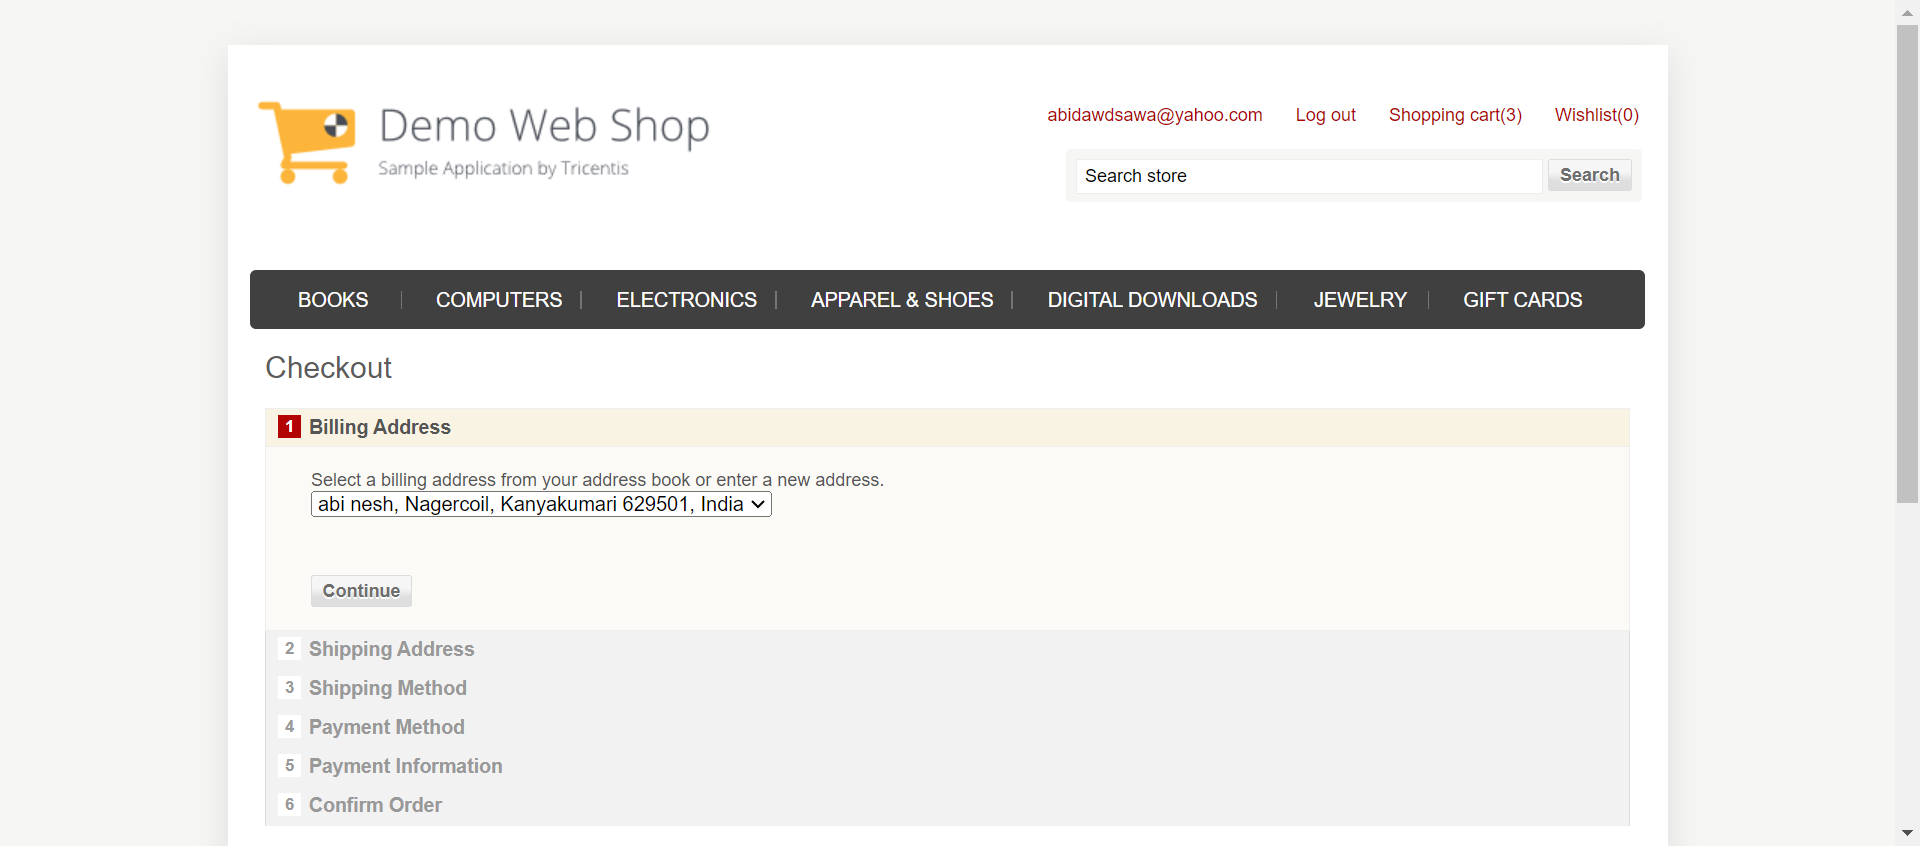 Demo Web Shop
Sample Application by Tricentis
abidawdsawa@yahoo.com Log out Shopping cart(3) Wishlist(0)
Search store Search
BOOKS COMPUTERS ELECTRONICS APPAREL & SHOES DIGITAL DOWNLOADS JEWELRY GIFT CARDS
Checkout
1 Billing Address
Select a billing address from your address book or enter a new address.
abi nesh, Nagercoil, Kanyakumari 629501, India
Continue
2 Shipping Address
3 Shipping Method
4 Payment Method
5 Payment Information
6 Confirm Order